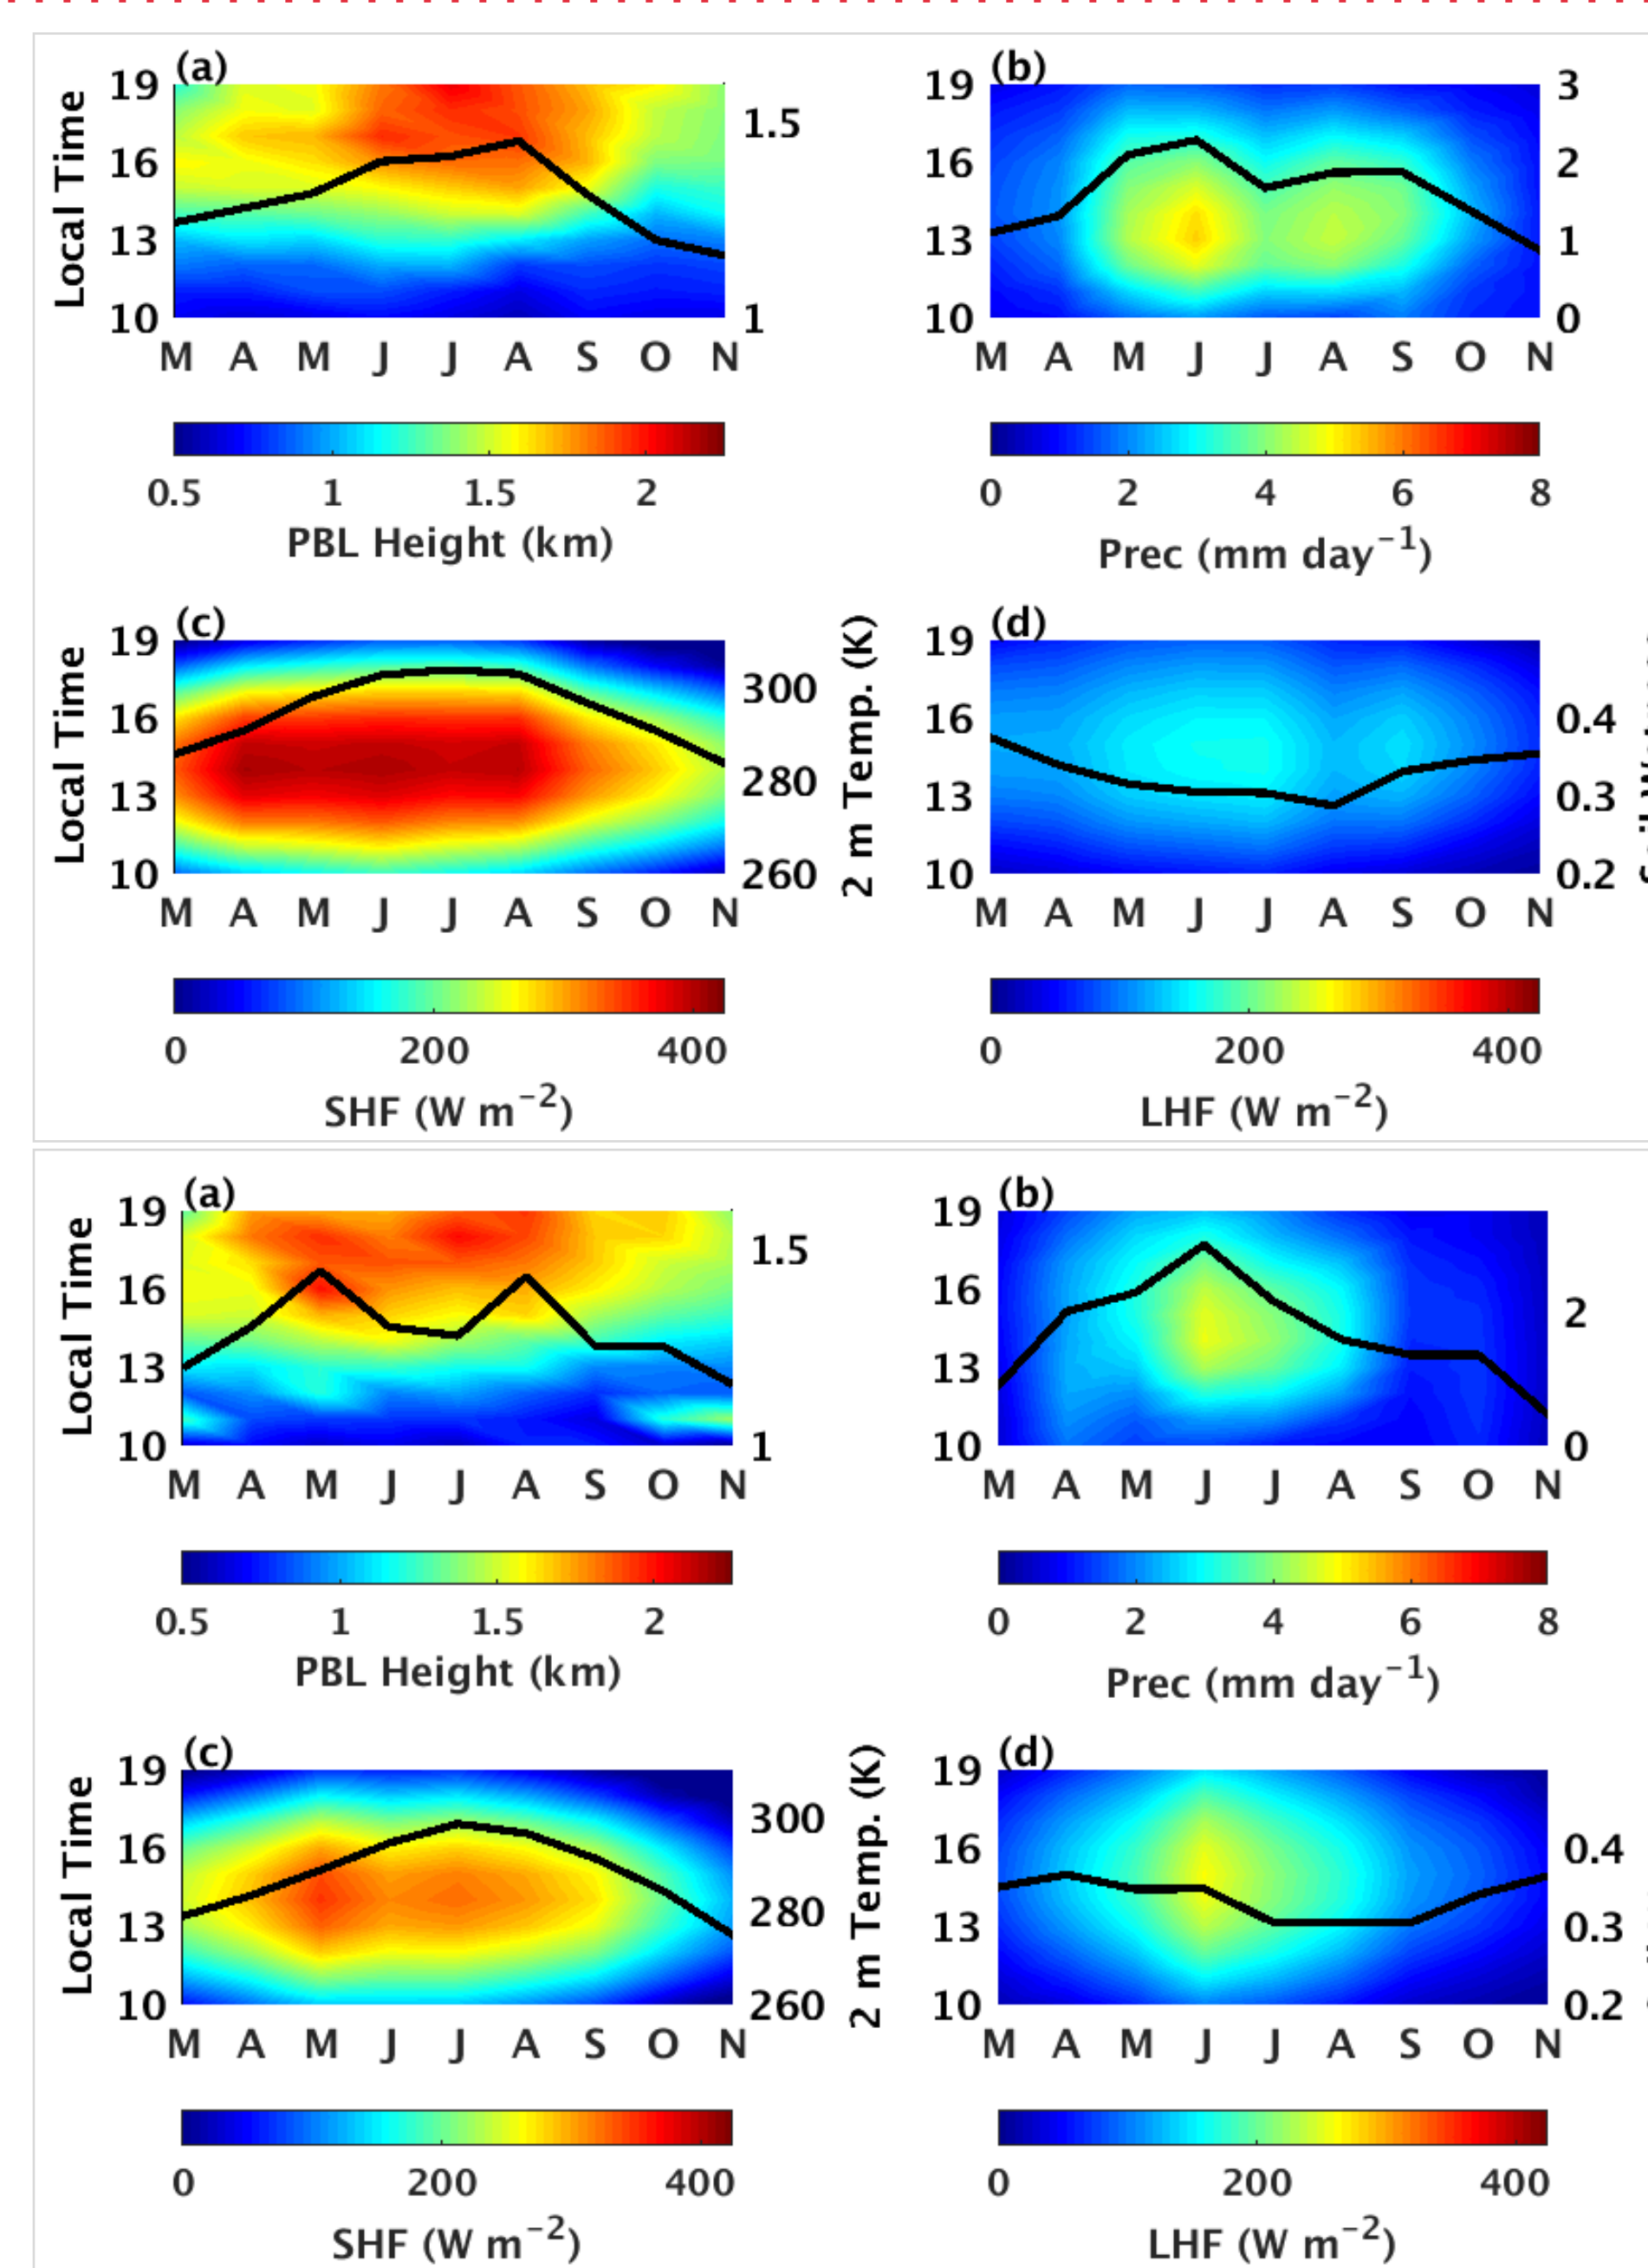 (a)
19
16
13
10
Local Time
1.5
1
M A M J J A S O N
0.5 1 1.5 2
PBL Height (km)
(b)
19
16
13
10
3
2
1
0
M A M J J A S O N
0 2 4 6 8
Prec (mm day⁻¹)
(c)
19
16
13
10
Local Time
300
280
260
2 m Temp. (K)
M A M J J A S O N
0 200 400
SHF (W m⁻²)
(d)
19
16
13
10
0.4
0.3
0.2
M A M J J A S O N
0 200 400
LHF (W m⁻²)
(a)
19
16
13
10
Local Time
1.5
1
M A M J J A S O N
0.5 1 1.5 2
PBL Height (km)
(b)
19
16
13
10
2
0
M A M J J A S O N
0 2 4 6 8
Prec (mm day⁻¹)
(c)
19
16
13
10
Local Time
300
280
260
2 m Temp. (K)
M A M J J A S O N
0 200 400
SHF (W m⁻²)
(d)
19
16
13
10
0.4
0.3
0.2
M A M J J A S O N
0 200 400
LHF (W m⁻²)